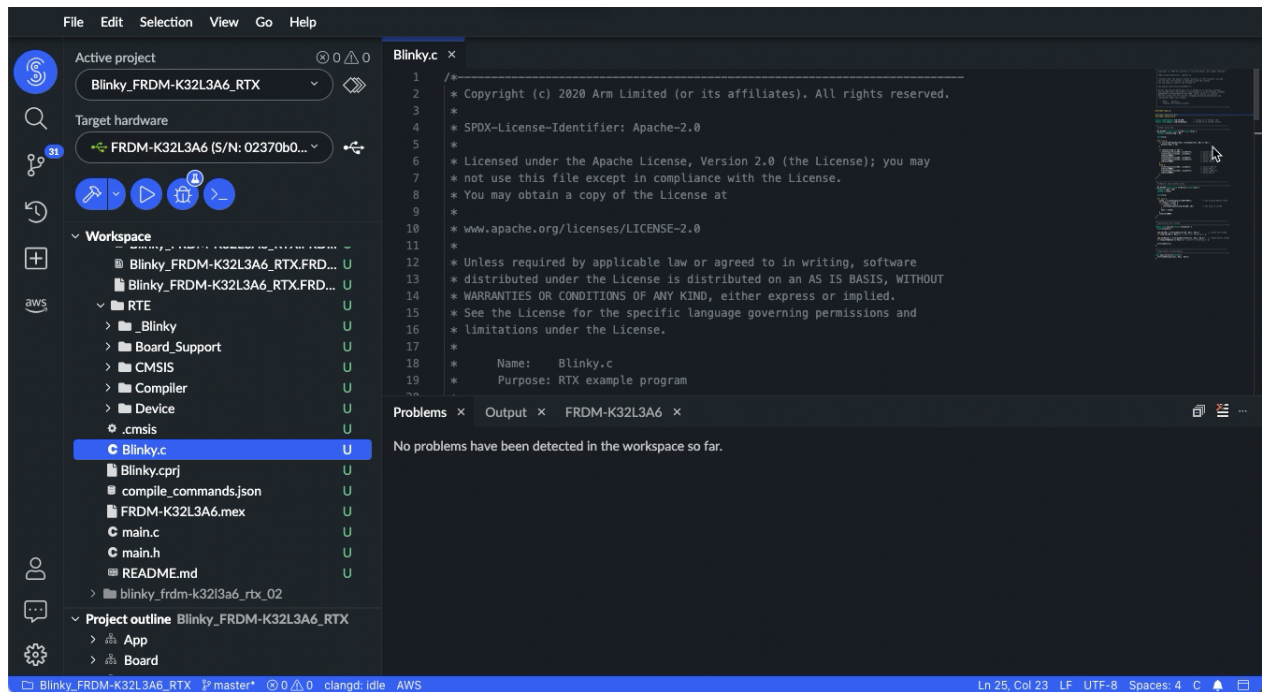 File Edit Selection View Go Help
Active project 0 0
Blinky_FRDM-K32L3A6_RTX
Target hardware
FRDM-K32L3A6 (S/N: 02370b0...
31
aws
Workspace
Blinky_FRDM-K32L3A6_RTX.FRD... U
Blinky_FRDM-K32L3A6_RTX.FRD... U
RTE U
_Blinky U
Board_Support U
CMSIS U
Compiler U
Device U
.cmsis U
C Blinky.c U
Blinky.cprj U
compile_commands.json U
FRDM-K32L3A6.mex U
C main.c U
C main.h U
README.md U
blinky_frdm-k32l3a6_rtx_02
Project outline Blinky_FRDM-K32L3A6_RTX
App
Board
Blinky.c ×
1 /*---------------------------------------------------------------------------
2 * Copyright (c) 2020 Arm Limited (or its affiliates). All rights reserved.
3 *
4 * SPDX-License-Identifier: Apache-2.0
5 *
6 * Licensed under the Apache License, Version 2.0 (the License); you may
7 * not use this file except in compliance with the License.
8 * You may obtain a copy of the License at
9 *
10 * www.apache.org/licenses/LICENSE-2.0
11 *
12 * Unless required by applicable law or agreed to in writing, software
13 * distributed under the License is distributed on an AS IS BASIS, WITHOUT
14 * WARRANTIES OR CONDITIONS OF ANY KIND, either express or implied.
15 * See the License for the specific language governing permissions and
16 * limitations under the License.
17 *
18 * Name: Blinky.c
19 * Purpose: RTX example program
Problems × Output × FRDM-K32L3A6 ×
No problems have been detected in the workspace so far.
Blinky_FRDM-K32L3A6_RTX master* 0 0 clangd: idle AWS Ln 25, Col 23 LF UTF-8 Spaces: 4 C